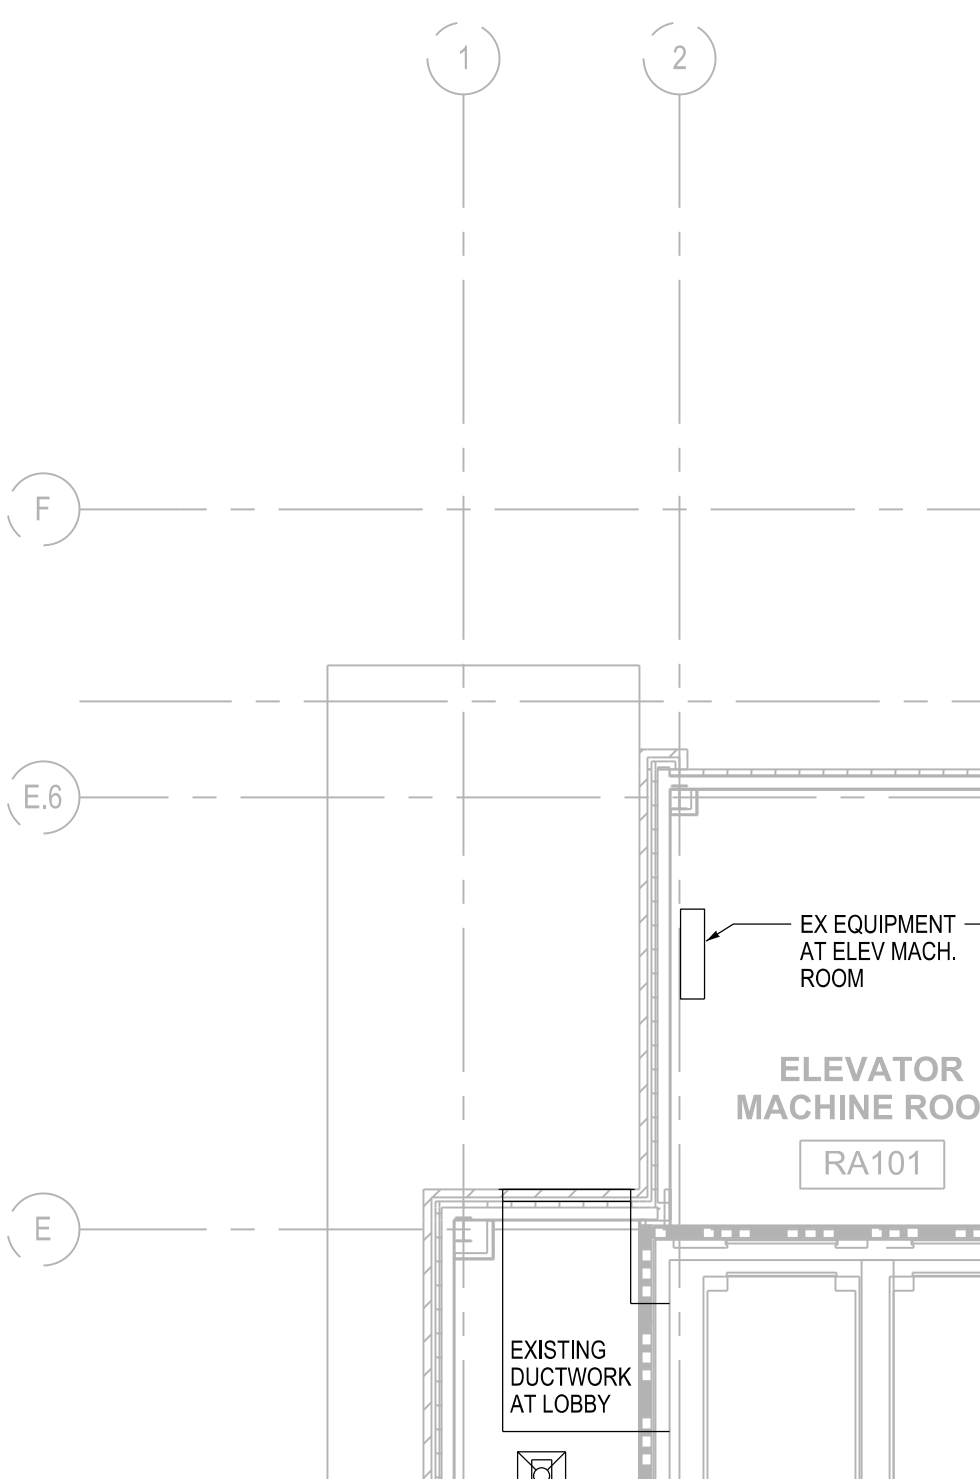 1
2
F
E.6
EX EQUIPMENT
AT ELEV MACH.
ROOM
ELEVATOR
MACHINE ROO
RA101
E
EXISTING
DUCTWORK
AT LOBBY